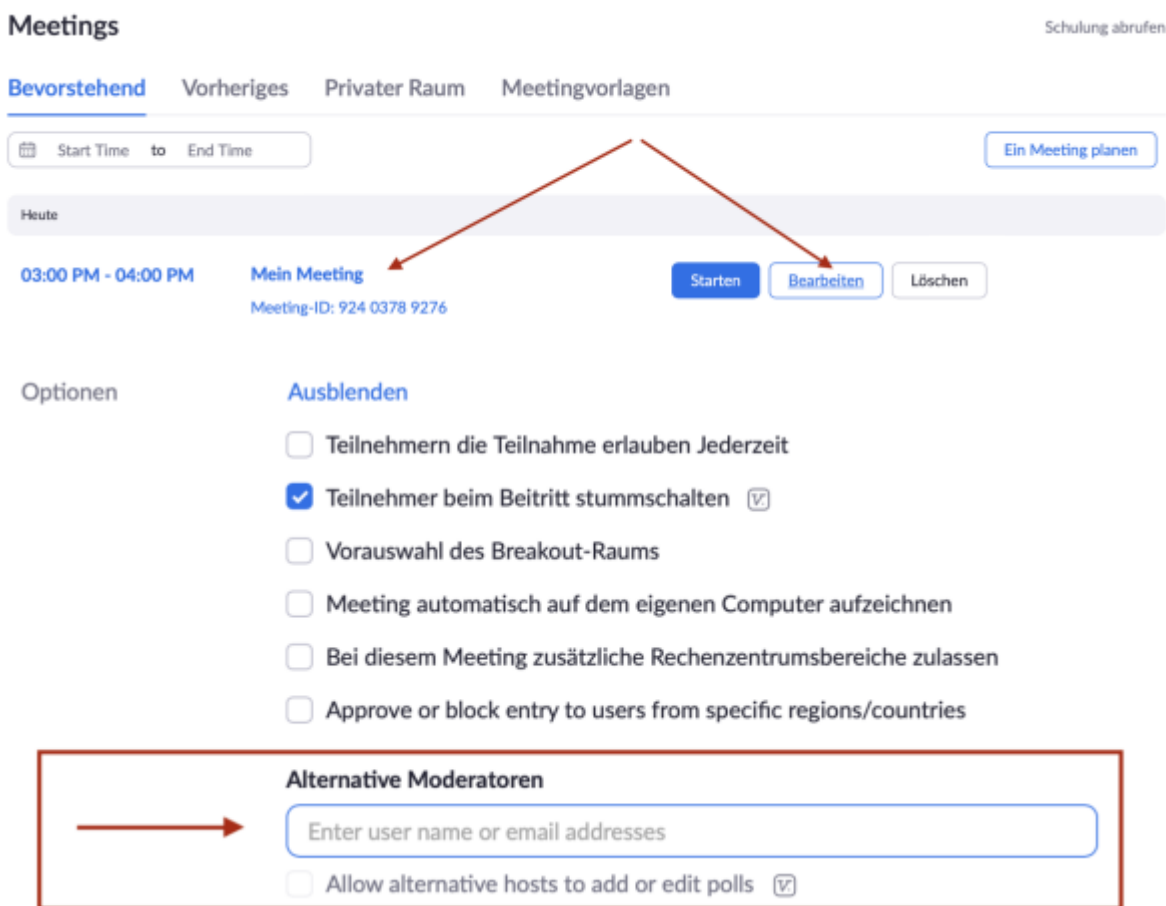 Meetings
Schulung abrufen
Bevorstehend Vorheriges Privater Raum Meetingvorlagen
Start Time to End Time
Ein Meeting planen
Heute
03:00 PM - 04:00 PM Mein Meeting Starten Bearbeiten Löschen
Meeting-ID: 924 0378 9276
Optionen Ausblenden
Teilnehmern die Teilnahme erlauben Jederzeit
Teilnehmer beim Beitritt stummschalten
Vorauswahl des Breakout-Raums
Meeting automatisch auf dem eigenen Computer aufzeichnen
Bei diesem Meeting zusätzliche Rechenzentrumsbereiche zulassen
Approve or block entry to users from specific regions/countries
Alternative Moderatoren
Enter user name or email addresses
Allow alternative hosts to add or edit polls